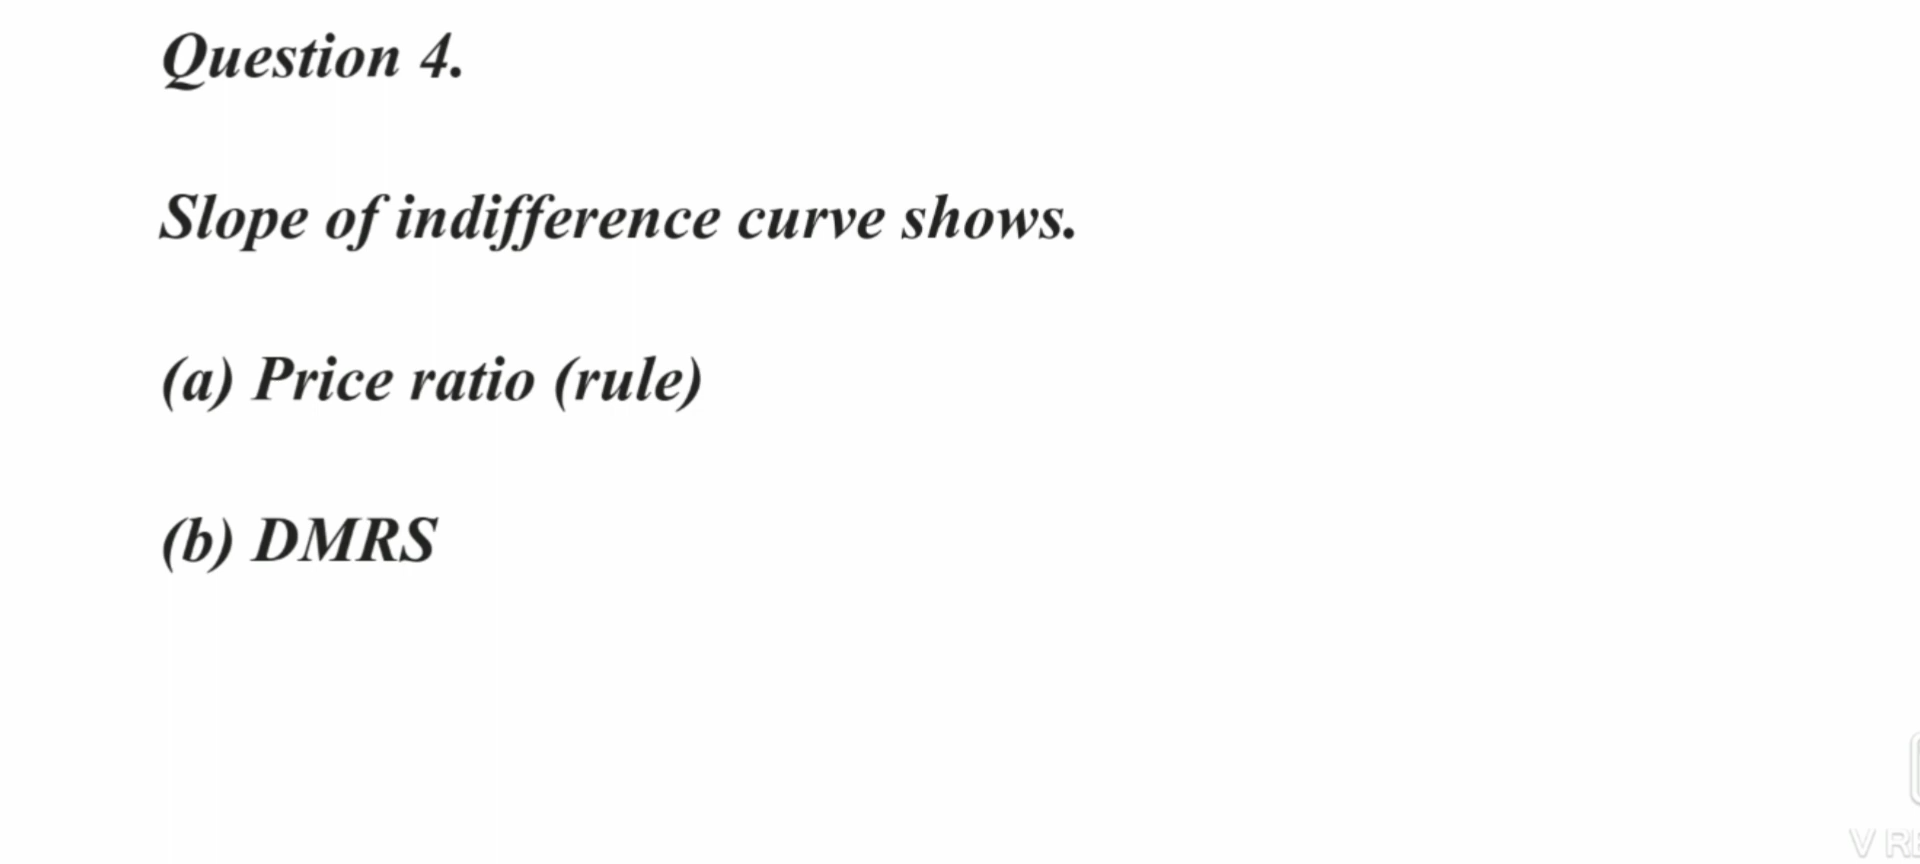 Question 4.
Slope of indifference curve shows.
(a) Price ratio (rule)
(b) DMRS